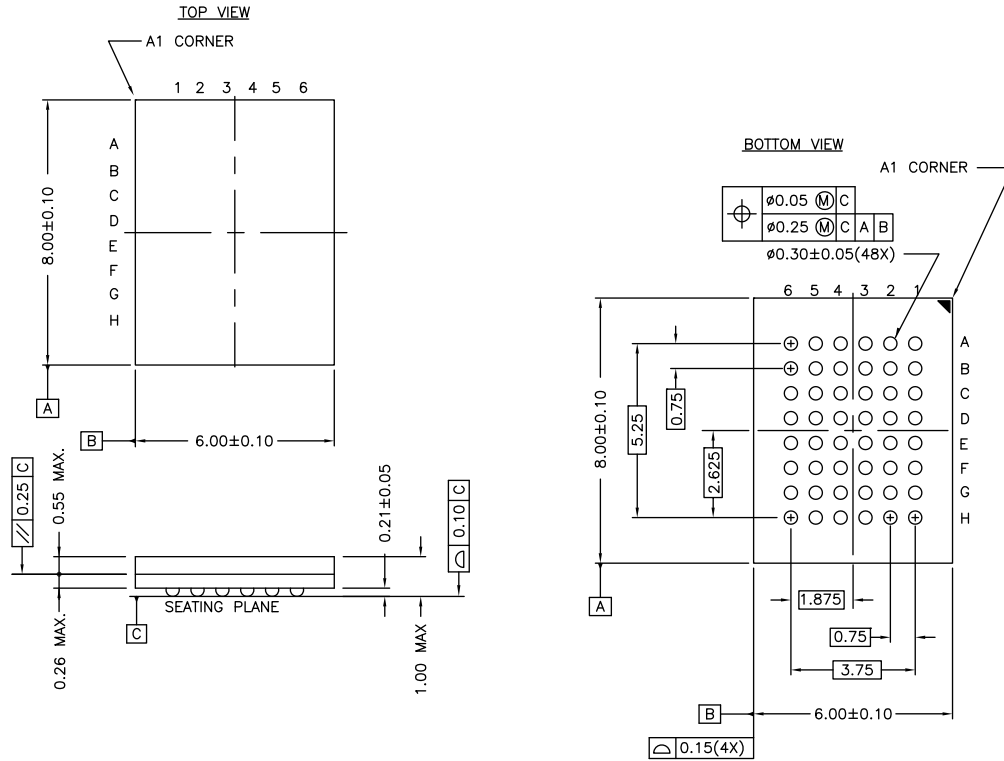 TOP VIEW
A1 CORNER
1 2 3 4 5 6
A
B
C
D
E
F
G
H
8.00±0.10
A
B
6.00±0.10
// 0.25 C
0.55 MAX.
0.26 MAX.
0.21±0.05
0.10 C
1.00 MAX
SEATING PLANE
C
BOTTOM VIEW
A1 CORNER
ø0.05 Ⓜ C
ø0.25 Ⓜ C A B
ø0.30±0.05(48X)
6 5 4 3 2 1
A
B
C
D
E
F
G
H
8.00±0.10
5.25
0.75
2.625
A
1.875
0.75
3.75
B
6.00±0.10
0.15(4X)